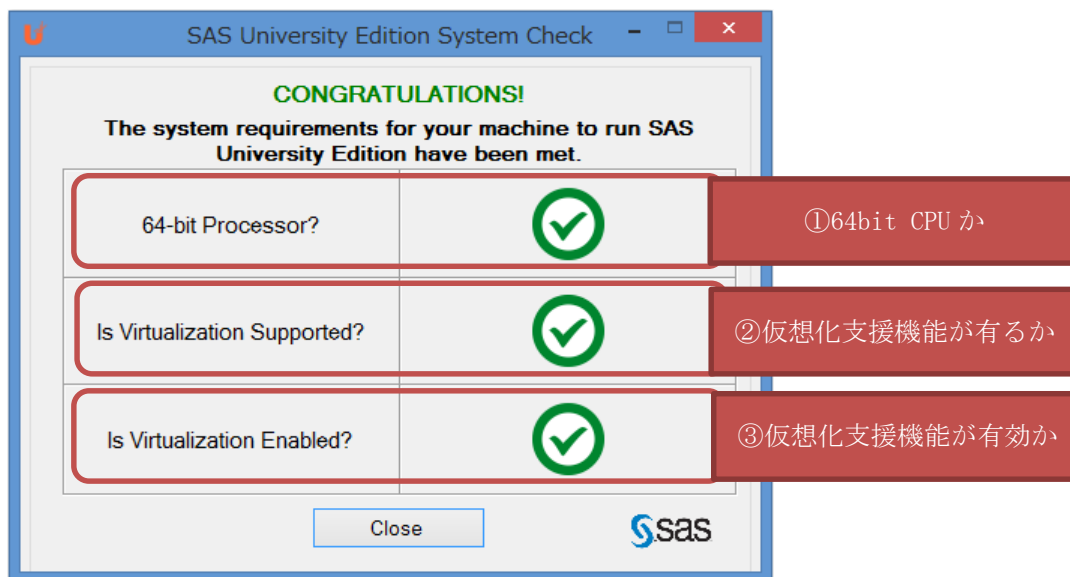 SAS University Edition System Check
CONGRATULATIONS!
The system requirements for your machine to run SAS
University Edition have been met.
64-bit Processor?
①64bit CPU か
Is Virtualization Supported?
②仮想化支援機能が有るか
Is Virtualization Enabled?
③仮想化支援機能が有効か
Close
sas